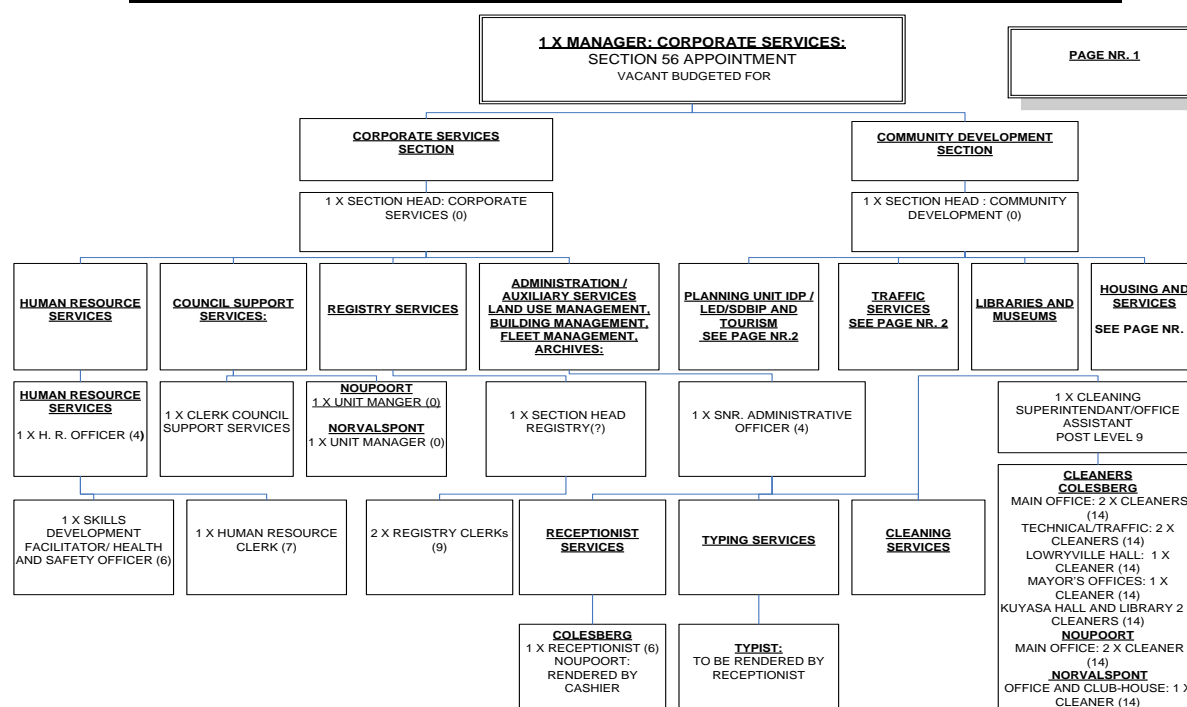 1 X MANAGER: CORPORATE SERVICES:
SECTION 56 APPOINTMENT
VACANT BUDGETED FOR
PAGE NR. 1
CORPORATE SERVICES
SECTION
COMMUNITY DEVELOPMENT
SECTION
1 X SECTION HEAD: CORPORATE
SERVICES (0)
1 X SECTION HEAD : COMMUNITY
DEVELOPMENT (0)
HUMAN RESOURCE
SERVICES
COUNCIL SUPPORT
SERVICES:
REGISTRY SERVICES
ADMINISTRATION /
AUXILIARY SERVICES
LAND USE MANAGEMENT,
BUILDING MANAGEMENT,
FLEET MANAGEMENT,
ARCHIVES:
PLANNING UNIT IDP /
LED/SDBIP AND
TOURISM
SEE PAGE NR.2
TRAFFIC
SERVICES
SEE PAGE NR. 2
LIBRARIES AND
MUSEUMS
HOUSING AND
SERVICES
SEE PAGE NR.
HUMAN RESOURCE
SERVICES
1 X H. R. OFFICER (4)
1 X CLERK COUNCIL
SUPPORT SERVICES
NOUPOORT
1 X UNIT MANGER (0)
NORVALSPONT
1 X UNIT MANAGER (0)
1 X SECTION HEAD
REGISTRY(?)
1 X SNR. ADMINISTRATIVE
OFFICER (4)
1 X CLEANING
SUPERINTENDANT/OFFICE
ASSISTANT
POST LEVEL 9
1 X SKILLS
DEVELOPMENT
FACILITATOR/ HEALTH
AND SAFETY OFFICER (6)
1 X HUMAN RESOURCE
CLERK (7)
2 X REGISTRY CLERKs
(9)
RECEPTIONIST
SERVICES
TYPING SERVICES
CLEANING
SERVICES
CLEANERS
COLESBERG
MAIN OFFICE: 2 X CLEANERS
(14)
TECHNICAL/TRAFFIC: 2 X
CLEANERS (14)
LOWRYVILLE HALL: 1 X
CLEANER (14)
MAYOR'S OFFICES: 1 X
CLEANER (14)
KUYASA HALL AND LIBRARY 2
CLEANERS (14)
NOUPOORT
MAIN OFFICE: 2 X CLEANER
(14)
NORVALSPONT
OFFICE AND CLUB-HOUSE: 1 X
CLEANER (14)
COLESBERG
1 X RECEPTIONIST (6)
NOUPOORT:
RENDERED BY
CASHIER
TYPIST:
TO BE RENDERED BY
RECEPTIONIST